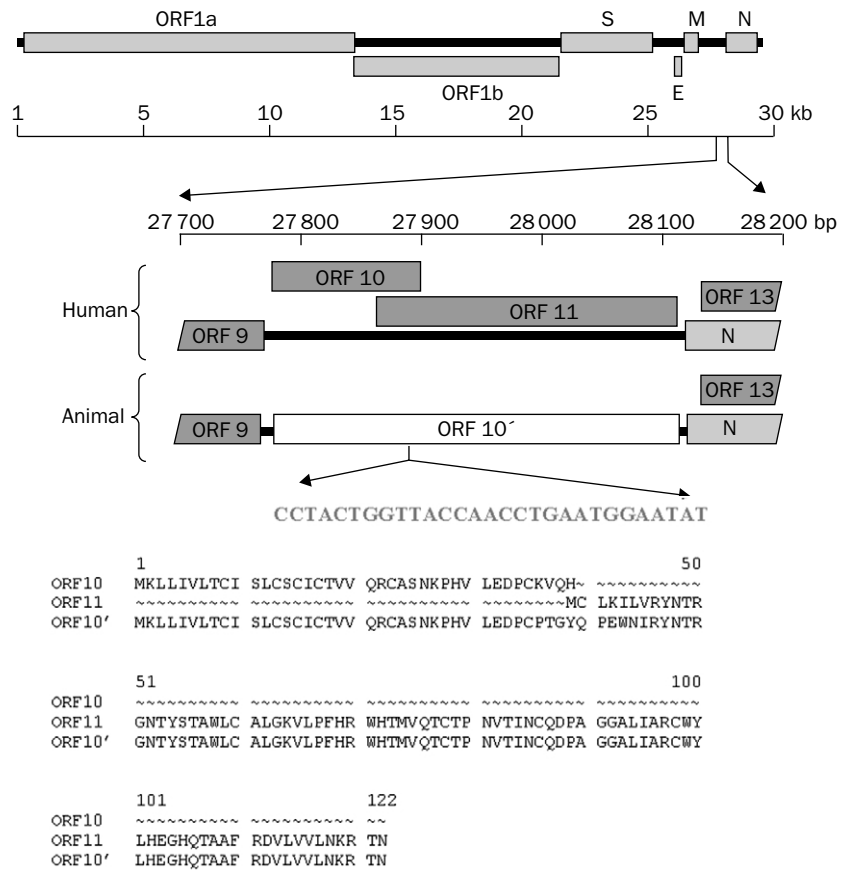 ORF1a S M N
ORF1b E
1 5 10 15 20 25 30 kb
27 700 27 800 27 900 28 000 28 100 28 200 bp
ORF 10
ORF 11 ORF 13
Human
ORF 9 N
ORF 13
Animal
ORF 9 ORF 10´ N
CCTACTGGTTACCAACCTGAATGGAATAT
1 50
ORF10 MKLLIVLTCI SLCSCICTVV QRCASNKPHV LEDPCKVQH~ ~~~~~~~~~~
ORF11 ~~~~~~~~~~ ~~~~~~~~~~ ~~~~~~~~~~ ~~~~~~~~MC LKILVRYNTR
ORF10' MKLLIVLTCI SLCSCICTVV QRCASNKPHV LEDPCPTGYQ PEWNIRYNTR
51 100
ORF10 ~~~~~~~~~~ ~~~~~~~~~~ ~~~~~~~~~~ ~~~~~~~~~~ ~~~~~~~~~~
ORF11 GNTYSTAWLC ALGKVLPFHR WHTMVQTCTP NVTINCQDPA GGALIARCWY
ORF10' GNTYSTAWLC ALGKVLPFHR WHTMVQTCTP NVTINCQDPA GGALIARCWY
101 122
ORF10 ~~~~~~~~~~ ~~~~~~~~~~ ~~
ORF11 LHEGHQTAAF RDVLVVLNKR TN
ORF10' LHEGHQTAAF RDVLVVLNKR TN